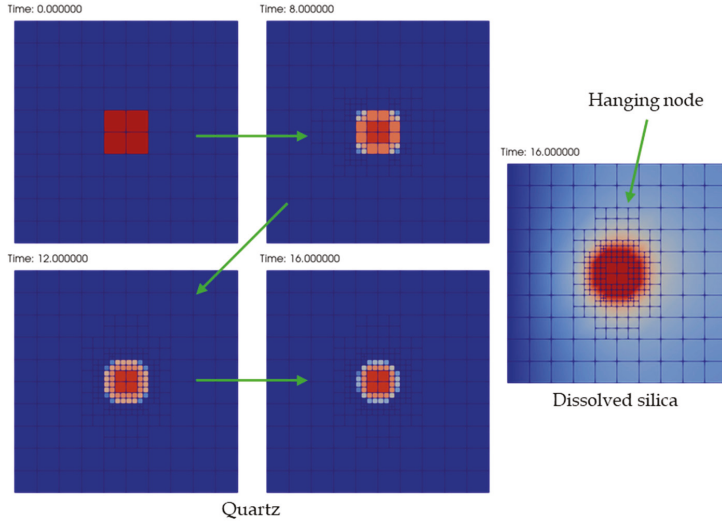 Time: 0.000000
Time: 8.000000
Hanging node
Time: 16.000000
Time: 12.000000
Time: 16.000000
Dissolved silica
Quartz